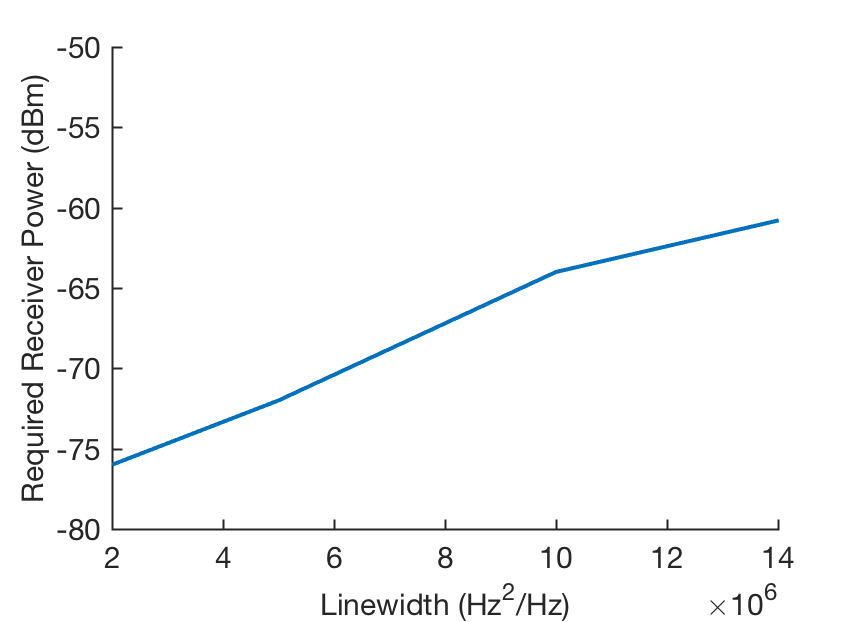 Required Receiver Power (dBm)
-50
-55
-60
-65
-70
-75
-80
2 4 6 8 10 12 14
Linewidth (Hz²/Hz) ×10⁶